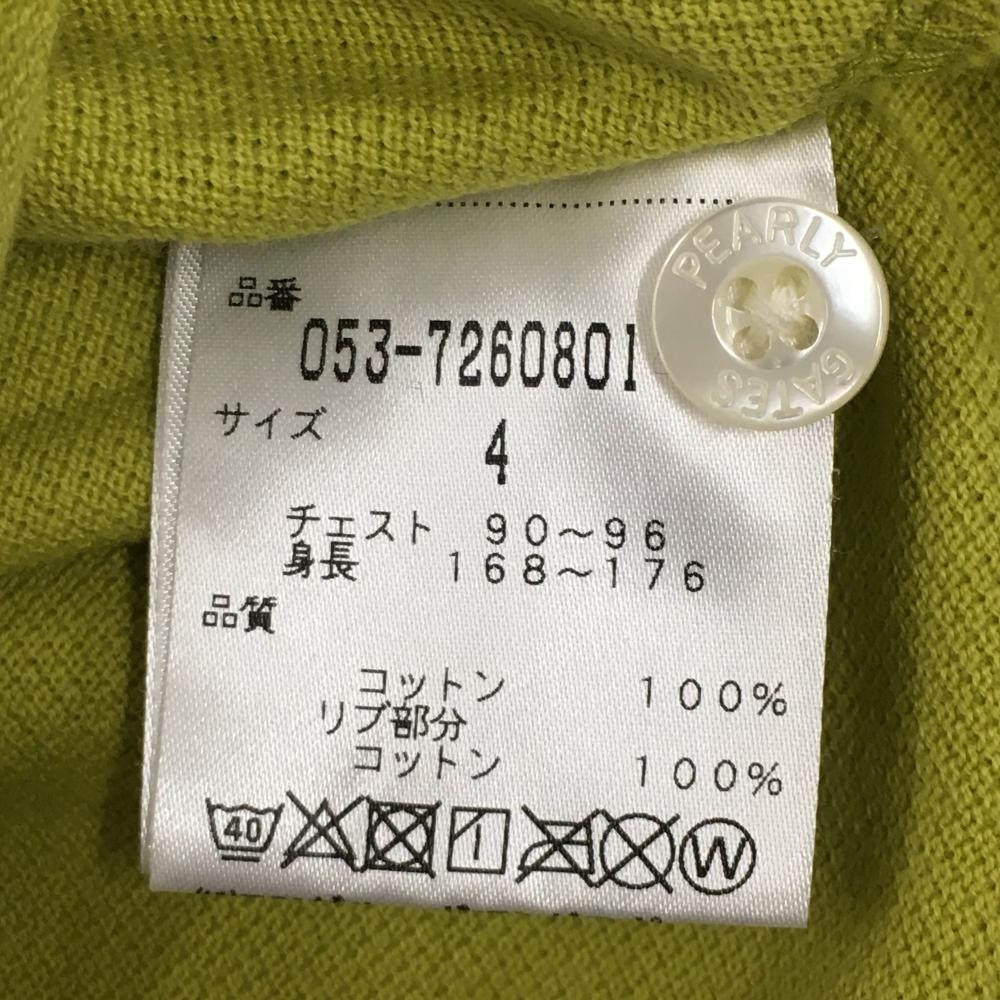 PEARLY
GATES
品番
053-7260801
サイズ
4
チェスト 90～96
身長 168～176
品質
コットン 100%
リブ部分
コットン 100%
40
W